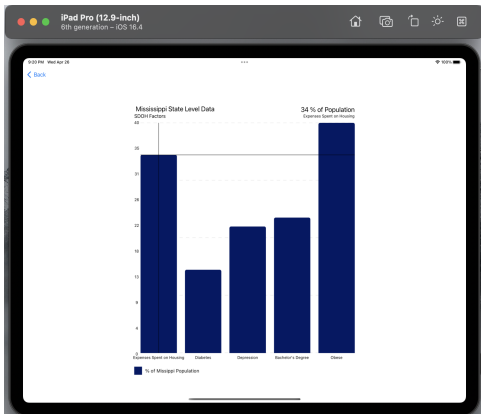 iPad Pro (12.9-inch)
6th generation – iOS 16.4
9:20 PM Wed Apr 26
100%
Back
Mississippi State Level Data
34 % of Population
SDOH Factors
Expenses Spent on Housing
40
35
31
26
22
18
13
9
4
0
Expenses Spent on Housing
Diabetes
Depression
Bachelor's Degree
Obese
% of Missippi Population